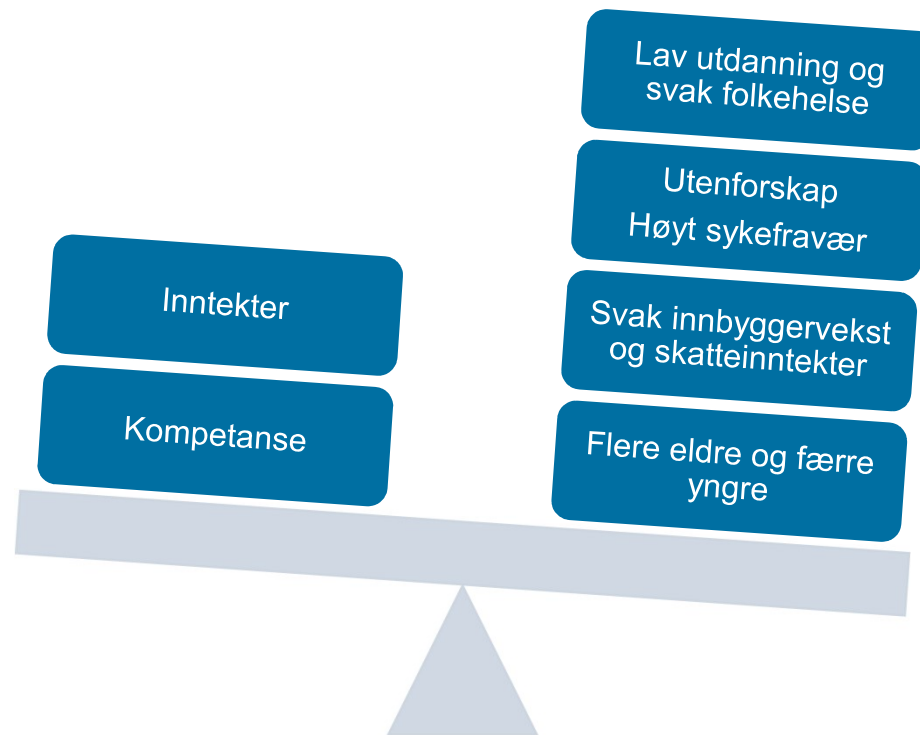 Inntekter
Kompetanse
Lav utdanning og
svak folkehelse
Utenforskap
Høyt sykefravær
Svak innbyggervekst
og skatteinntekter
Flere eldre og færre
yngre